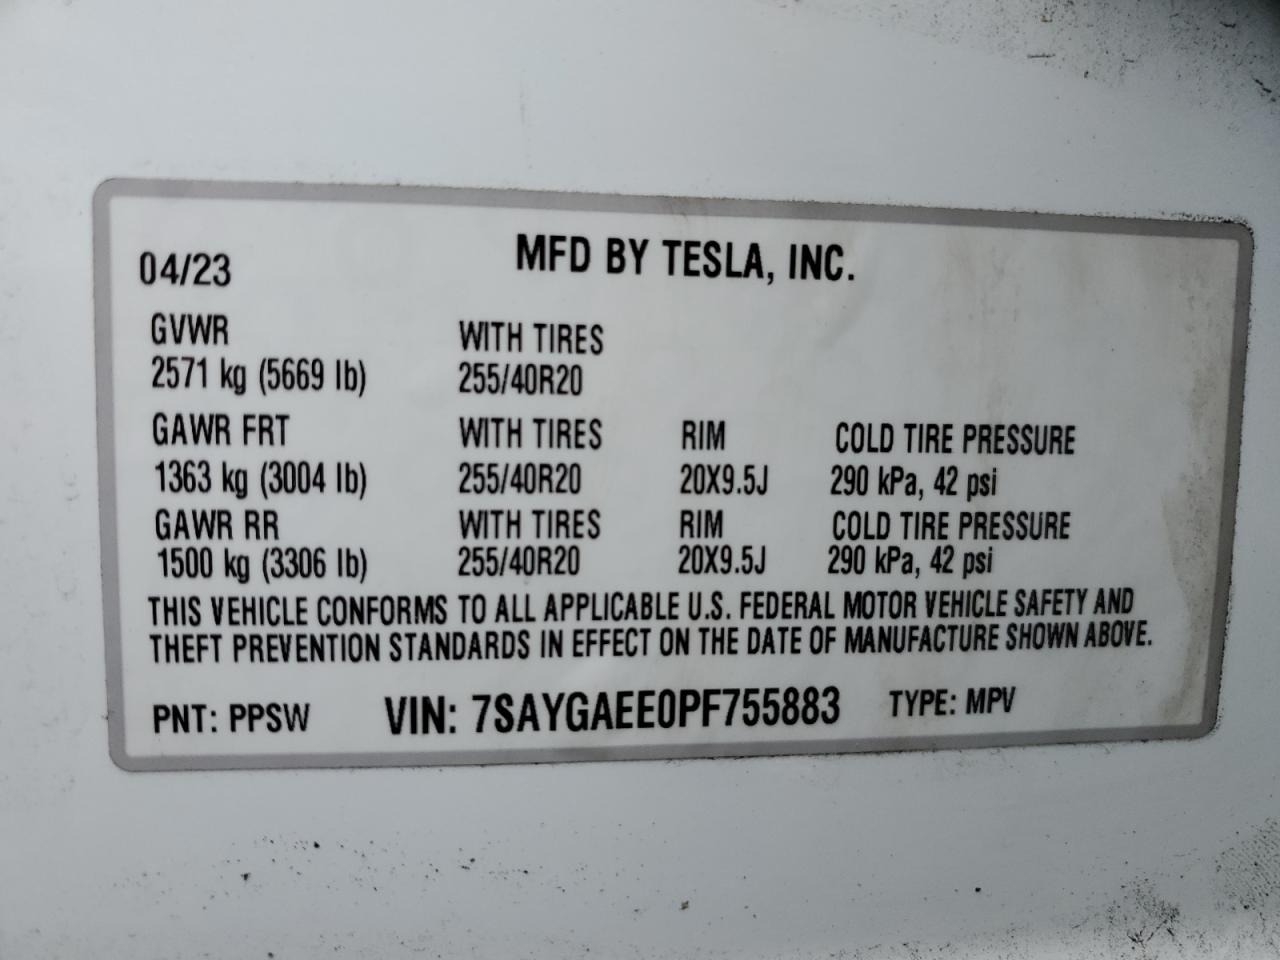 MFD BY TESLA, INC.
04/23
GVWR WITH TIRES
2571 kg (5669 lb) 255/40R20
GAWR FRT WITH TIRES RIM COLD TIRE PRESSURE
1363 kg (3004 lb) 255/40R20 20X9.5J 290 kPa, 42 psi
GAWR RR WITH TIRES RIM COLD TIRE PRESSURE
1500 kg (3306 lb) 255/40R20 20X9.5J 290 kPa, 42 psi
THIS VEHICLE CONFORMS TO ALL APPLICABLE U.S. FEDERAL MOTOR VEHICLE SAFETY AND
THEFT PREVENTION STANDARDS IN EFFECT ON THE DATE OF MANUFACTURE SHOWN ABOVE.
PNT: PPSW VIN: 7SAYGAEE0PF755883 TYPE: MPV